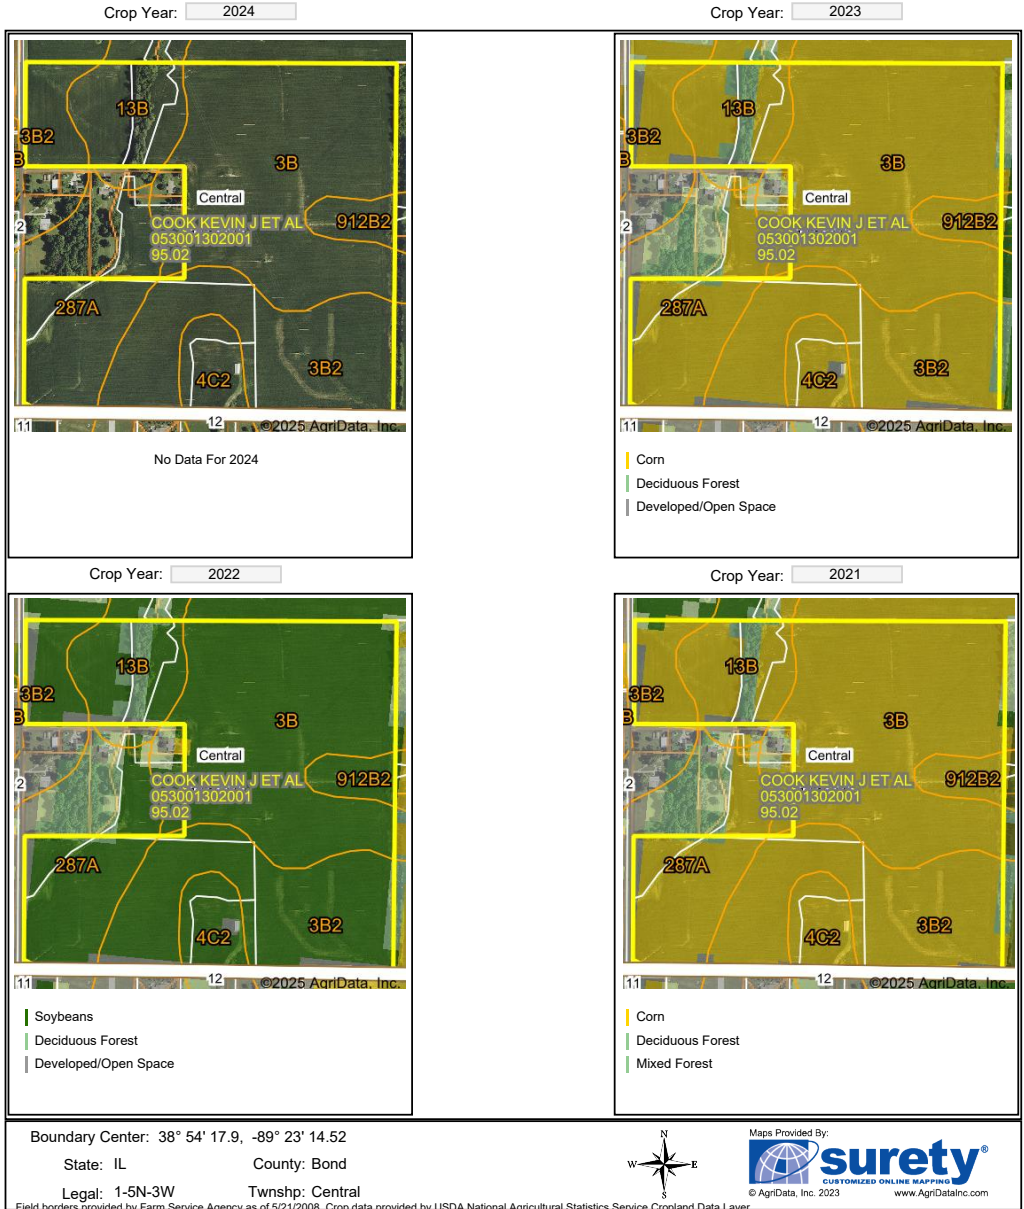 Crop Year: 2024
Crop Year: 2023
13B
3B2
B
3B
Central
2
COOK KEVIN J ET AL
053001302001
95.02
912B2
287A
4C2
3B2
11
12
©2025 AgriData, Inc.
No Data For 2024
13B
3B2
B
3B
Central
2
COOK KEVIN J ET AL
053001302001
95.02
912B2
287A
4C2
3B2
11
12
©2025 AgriData, Inc.
Corn
Deciduous Forest
Developed/Open Space
Crop Year: 2022
Crop Year: 2021
13B
3B2
B
3B
Central
2
COOK KEVIN J ET AL
053001302001
95.02
912B2
287A
4C2
3B2
11
12
©2025 AgriData, Inc.
Soybeans
Deciduous Forest
Developed/Open Space
13B
3B2
B
3B
Central
2
COOK KEVIN J ET AL
053001302001
95.02
912B2
287A
4C2
3B2
11
12
©2025 AgriData, Inc.
Corn
Deciduous Forest
Mixed Forest
Boundary Center: 38° 54' 17.9, -89° 23' 14.52
State: IL County: Bond
Legal: 1-5N-3W Twnshp: Central
N
W E
S
Maps Provided By:
surety®
CUSTOMIZED ONLINE MAPPING
© AgriData, Inc. 2023 www.AgriDataInc.com
Field borders provided by Farm Service Agency as of 5/21/2008. Crop data provided by USDA National Agricultural Statistics Service Cropland Data Layer.